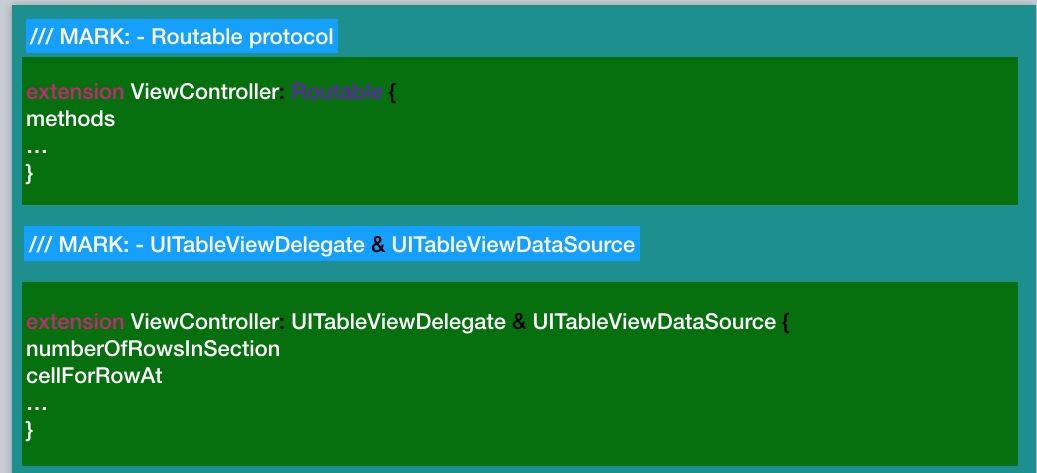 /// MARK: - Routable protocol
extension ViewController: Routable {
methods
...
}
/// MARK: - UITableViewDelegate & UITableViewDataSource
extension ViewController: UITableViewDelegate & UITableViewDataSource {
numberOfRowsInSection
cellForRowAt
...
}